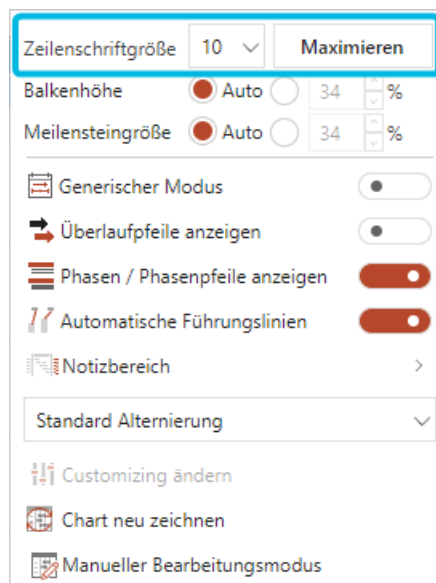 Zeilenschriftgröße 10 Maximieren
Balkenhöhe Auto 34 %
Meilensteingröße Auto 34 %
Generischer Modus
Überlaufpfeile anzeigen
Phasen / Phasenpfeile anzeigen
Automatische Führungslinien
Notizbereich
Standard Alternierung
Customizing ändern
Chart neu zeichnen
Manueller Bearbeitungsmodus